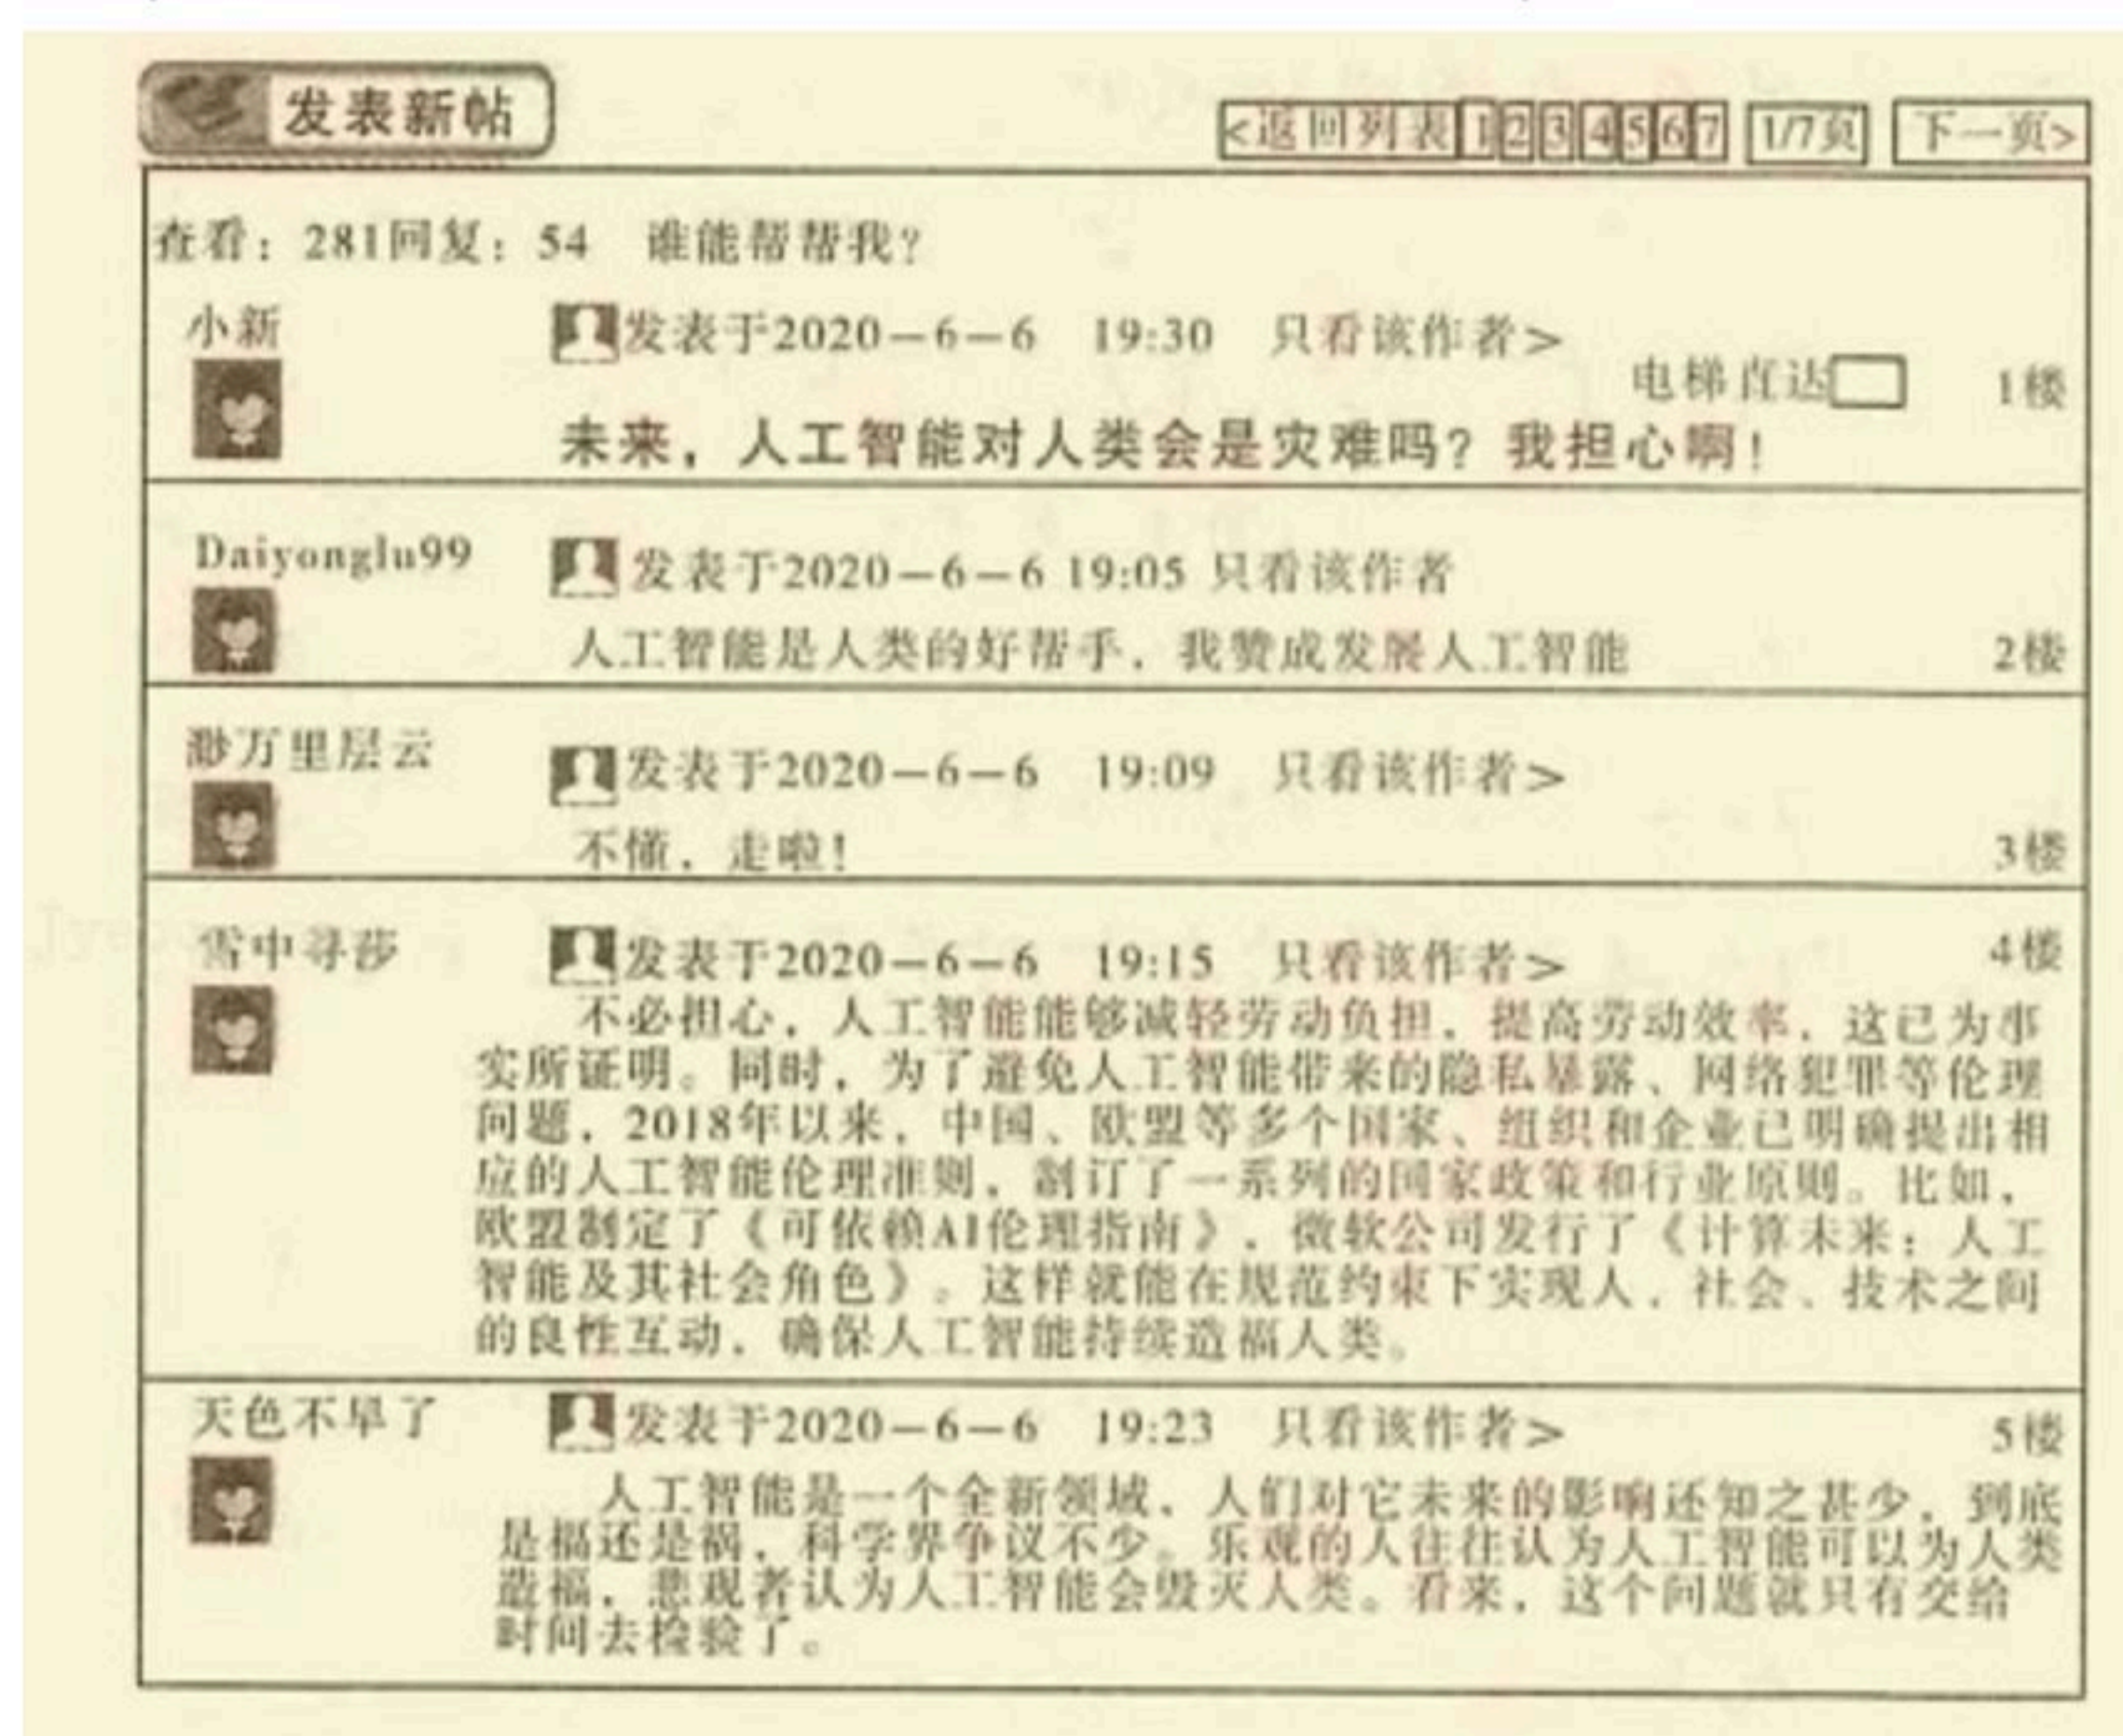 发表新帖
<返回列表 1 2 3 4 5 6 7 1/7页 下一页>
查看：281回复：54 谁能帮帮我？
小新
发表于2020－6－6 19:30 只看该作者>
电梯直达 1楼
未来，人工智能对人类会是灾难吗？我担心啊！
Daiyonglu99
发表于2020－6－6 19:05 只看该作者
人工智能是人类的好帮手，我赞成发展人工智能 2楼
渺万里层云
发表于2020－6－6 19:09 只看该作者>
不懂，走啦！ 3楼
雪中寻莎
发表于2020－6－6 19:15 只看该作者> 4楼
不必担心，人工智能能够减轻劳动负担，提高劳动效率，这已为事
实所证明。同时，为了避免人工智能带来的隐私暴露、网络犯罪等伦理
问题，2018年以来，中国、欧盟等多个国家、组织和企业已明确提出相
应的人工智能伦理准则，制订了一系列的国家政策和行业原则。比如，
欧盟制定了《可依赖AI伦理指南》，微软公司发行了《计算未来：人工
智能及其社会角色》。这样就能在规范约束下实现人、社会、技术之间
的良性互动，确保人工智能持续造福人类。
天色不早了
发表于2020－6－6 19:23 只看该作者> 5楼
人工智能是一个全新领域，人们对它未来的影响还知之甚少，到底
是福还是祸，科学界争议不少。乐观的人往往认为人工智能可以为人类
造福，悲观者认为人工智能会毁灭人类。看来，这个问题就只有交给
时间去检验了。